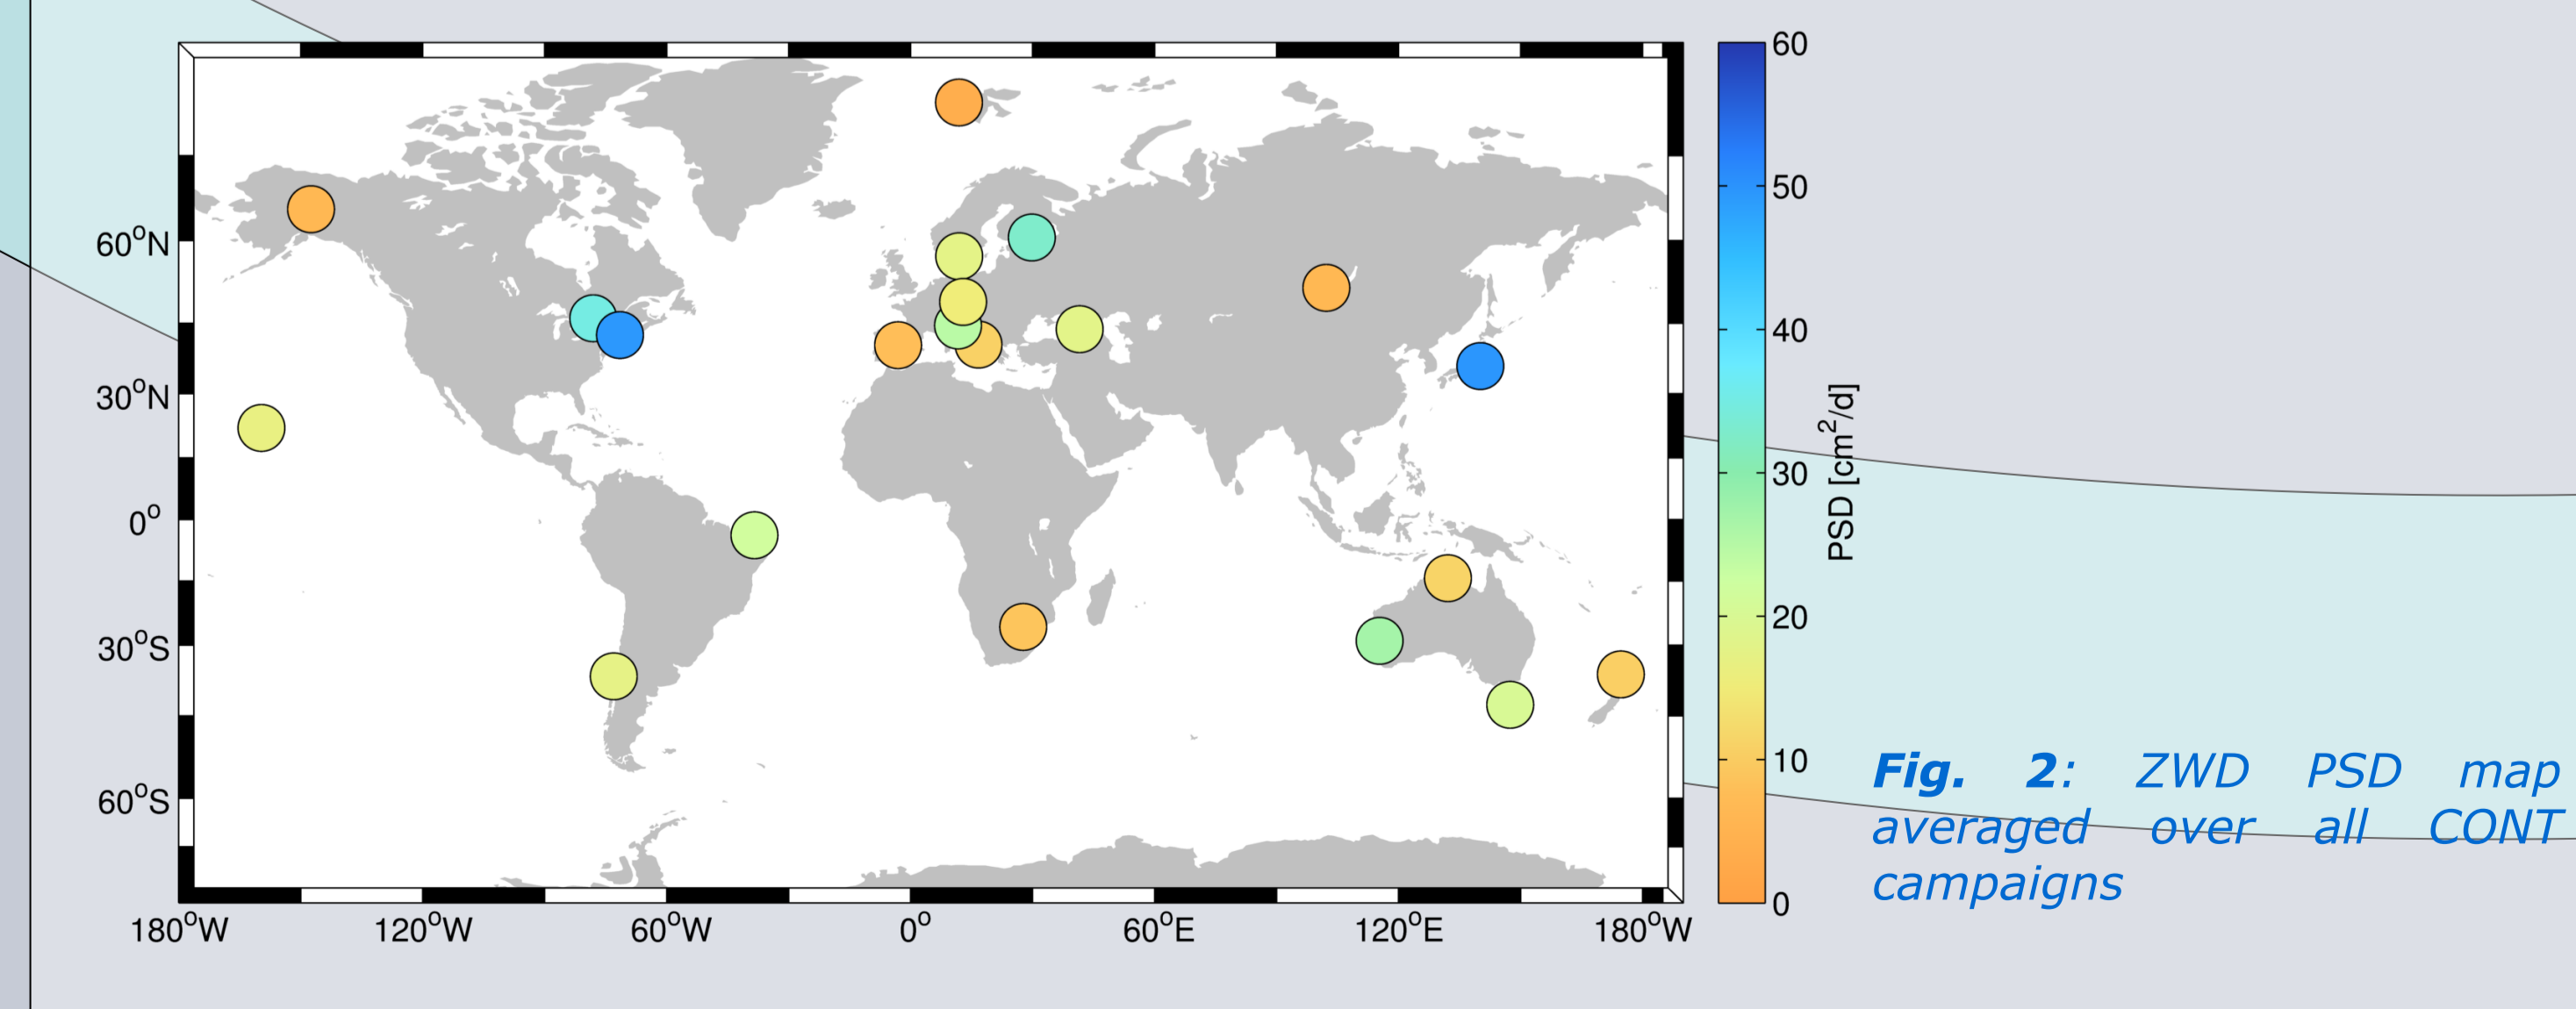 60°N
30°N
0°
30°S
60°S
180°W 120°W 60°W 0° 60°E 120°E 180°W
60
50
40
30
20
10
0
PSD [cm²/d]
Fig. 2: ZWD PSD map
averaged over all CONT
campaigns